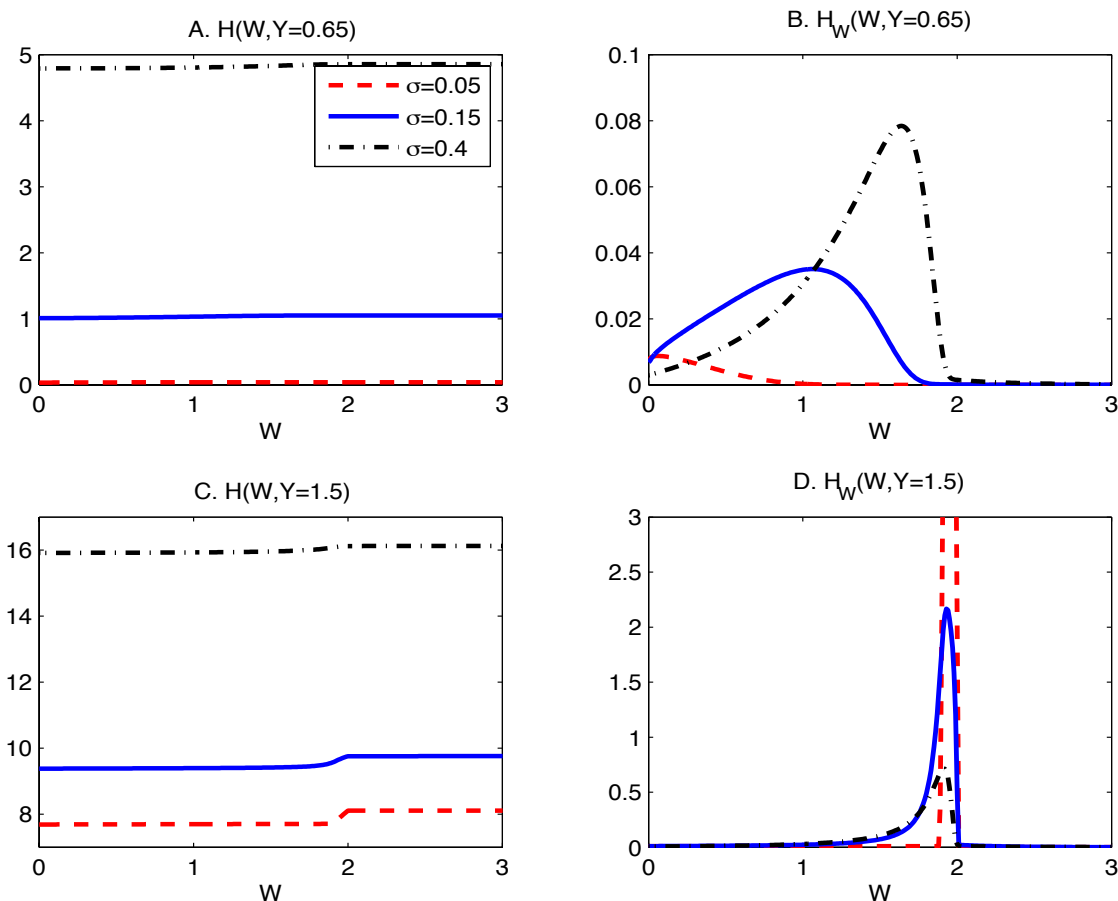 A. H(W,Y=0.65)
5
4
3
2
1
0
0 1 2 3
W
σ=0.05
σ=0.15
σ=0.4
B. H_W(W,Y=0.65)
0.1
0.08
0.06
0.04
0.02
0
0 1 2 3
W
C. H(W,Y=1.5)
16
14
12
10
8
0 1 2 3
W
D. H_W(W,Y=1.5)
3
2.5
2
1.5
1
0.5
0
0 1 2 3
W